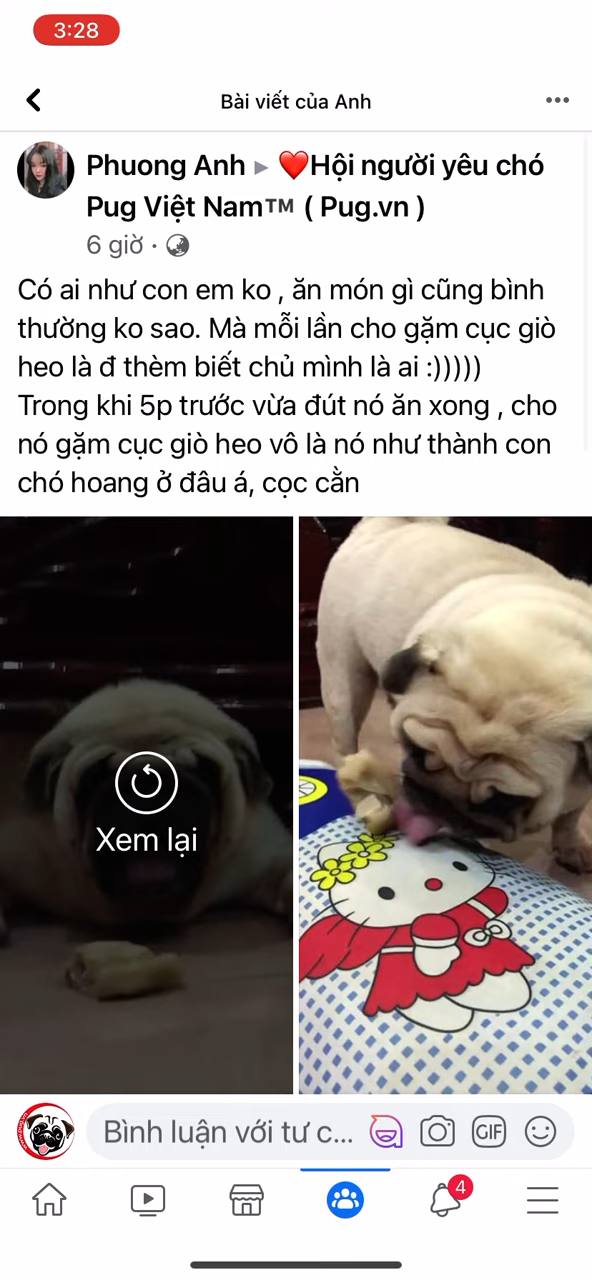 3:28
Bài viết của Anh
Phuong Anh ▸ ❤️Hội người yêu chó
Pug Việt Nam™ ( Pug.vn )
6 giờ ·
Có ai như con em ko , ăn món gì cũng bình
thường ko sao. Mà mỗi lần cho gặm cục giò
heo là đ thèm biết chủ mình là ai :)))))
Trong khi 5p trước vừa đút nó ăn xong , cho
nó gặm cục giò heo vô là nó như thành con
chó hoang ở đâu á, cọc cằn
Xem lại
Bình luận với tư c...
GIF
4